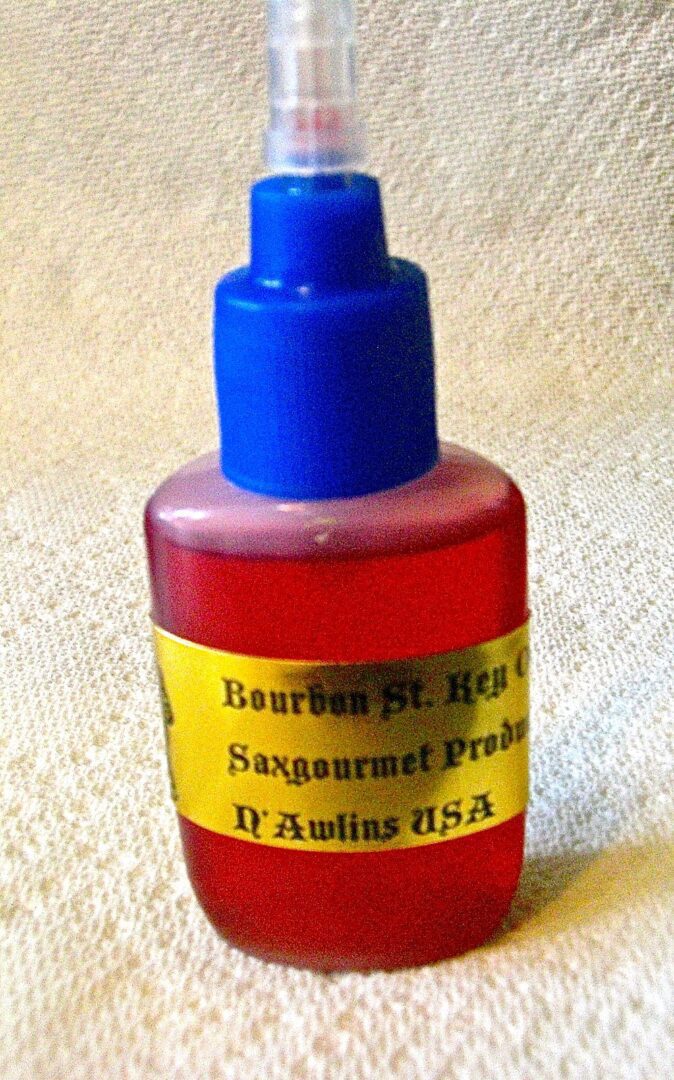 Bourbon St. Key O
Saxgourmet Produ
N'Awlins USA